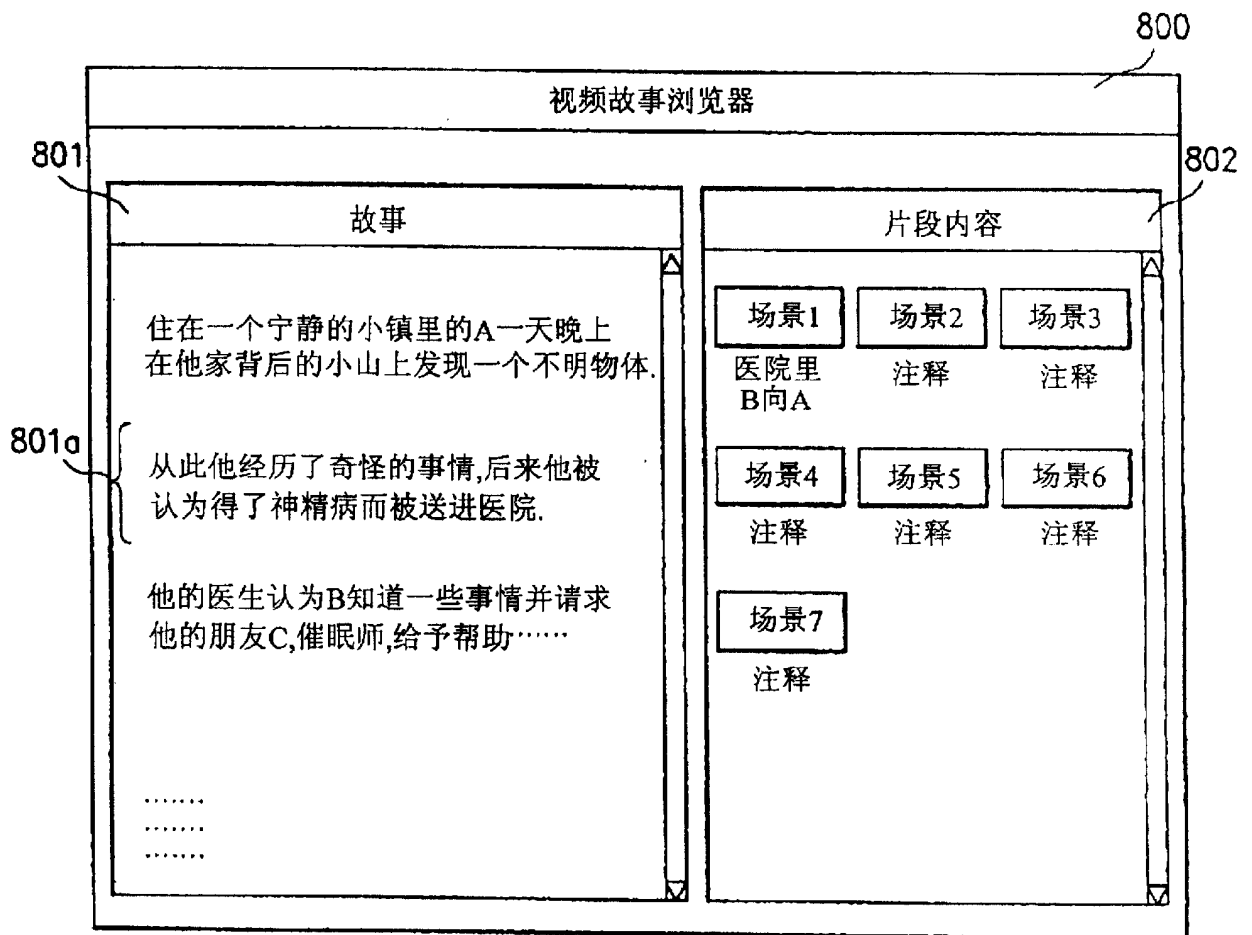 800
视频故事浏览器
801
802
故事
片段内容
住在一个宁静的小镇里的A一天晚上
在他家背后的小山上发现一个不明物体.
801a
从此他经历了奇怪的事情,后来他被
认为得了神精病而被送进医院.
他的医生认为B知道一些事情并请求
他的朋友C,催眠师,给予帮助……
.......
.......
.......
场景1 场景2 场景3
医院里 注释 注释
B向A
场景4 场景5 场景6
注释 注释 注释
场景7
注释